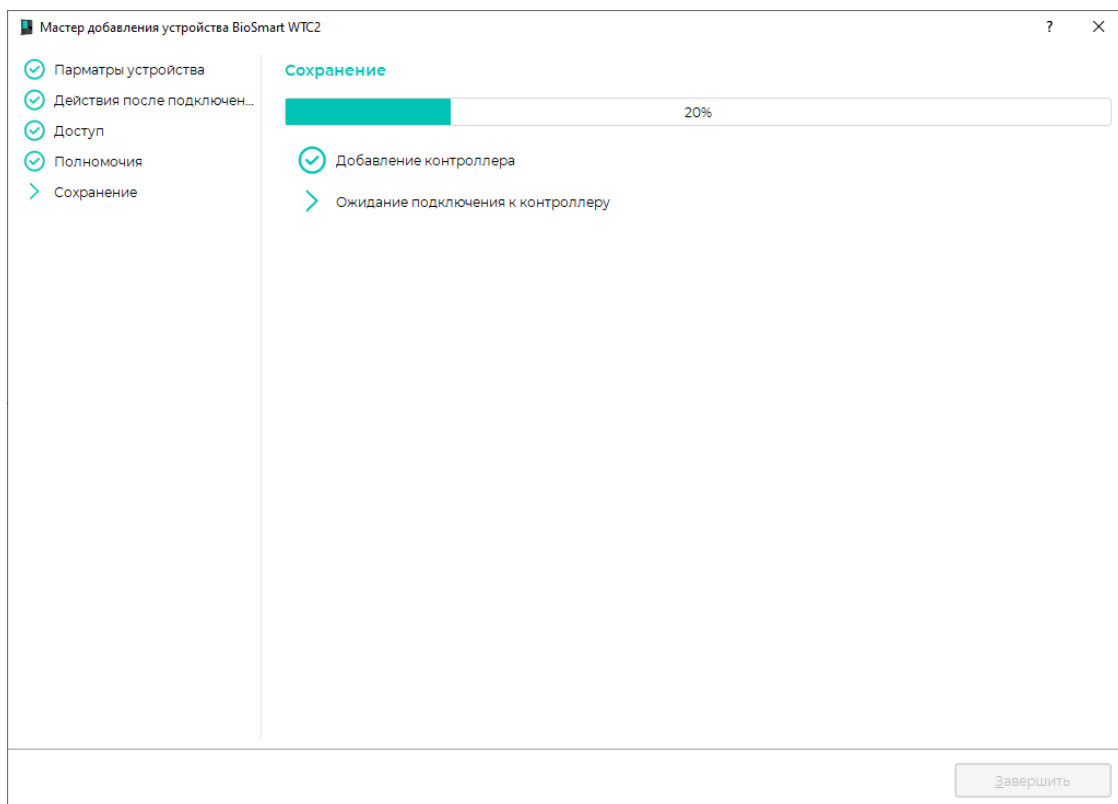 Мастер добавления устройства BioSmart WTC2
?
Парматры устройства
Действия после подключен...
Доступ
Полномочия
Сохранение
Сохранение
20%
Добавление контроллера
Ожидание подключения к контроллеру
Завершить